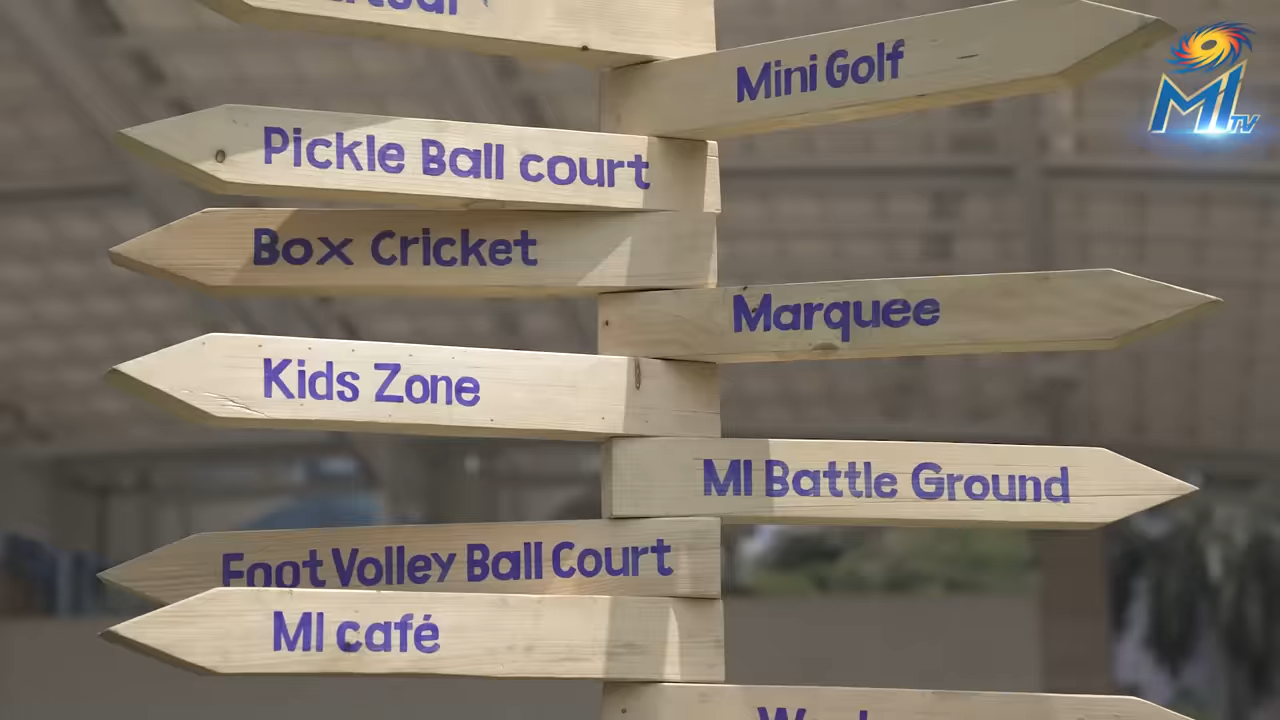 Mini Golf
Pickle Ball court
Box Cricket
Marquee
Kids Zone
MI Battle Ground
Foot Volley Ball Court
MI café
MI TV